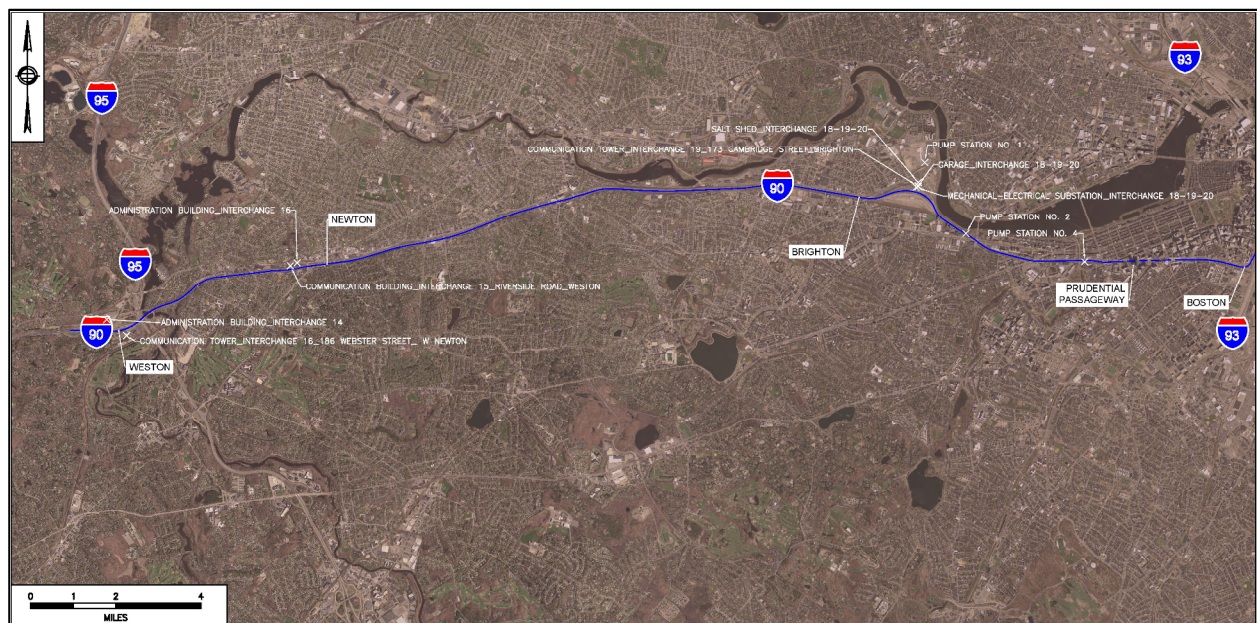 93
95
SALT SHED_INTERCHANGE 18-19-20
COMMUNICATION TOWER_INTERCHANGE 19_173 CAMBRIDGE STREET_BRIGHTON
PUMP STATION NO. 1
GARAGE_INTERCHANGE 18-19-20
90
MECHANICAL-ELECTRICAL SUBSTATION_INTERCHANGE 18-19-20
ADMINISTRATION BUILDING_INTERCHANGE 16
NEWTON
PUMP STATION NO. 2
PUMP STATION NO. 4
BRIGHTON
95
COMMUNICATION BUILDING_INTERCHANGE 15_RIVERSIDE ROAD_WESTON
PRUDENTIAL
PASSAGEWAY
BOSTON
ADMINISTRATION BUILDING_INTERCHANGE 14
90
93
COMMUNICATION TOWER_INTERCHANGE 16_186 WEBSTER STREET_ W NEWTON
WESTON
0 1 2 4
MILES